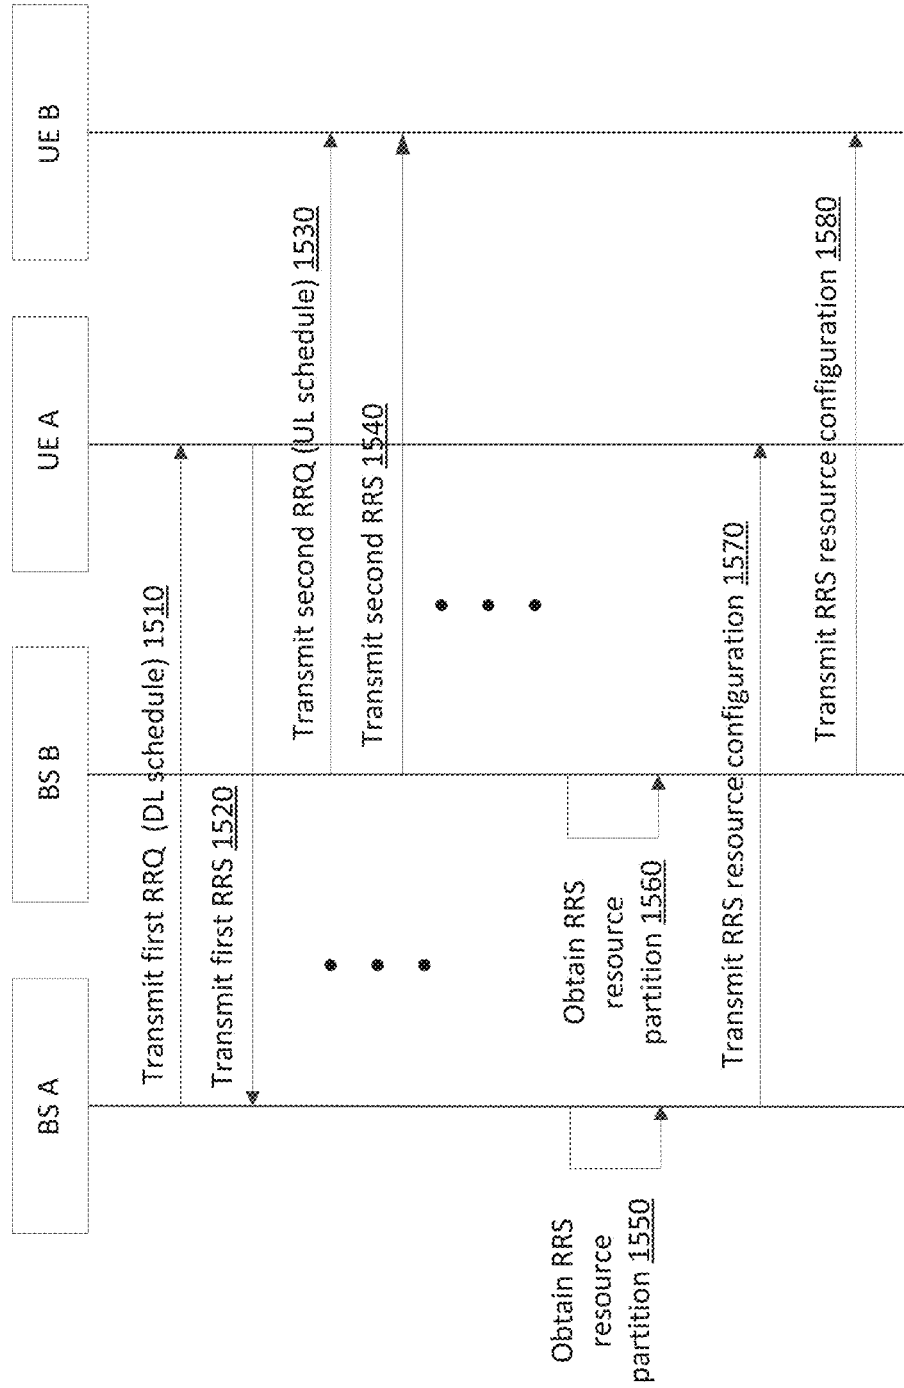 BS A
BS B
UE A
UE B
Transmit first RRQ (DL schedule) 1510
Transmit first RRS 1520
Transmit second RRQ (UL schedule) 1530
Transmit second RRS 1540
Obtain RRS
resource
partition 1550
Obtain RRS
resource
partition 1560
Transmit RRS resource configuration 1570
Transmit RRS resource configuration 1580